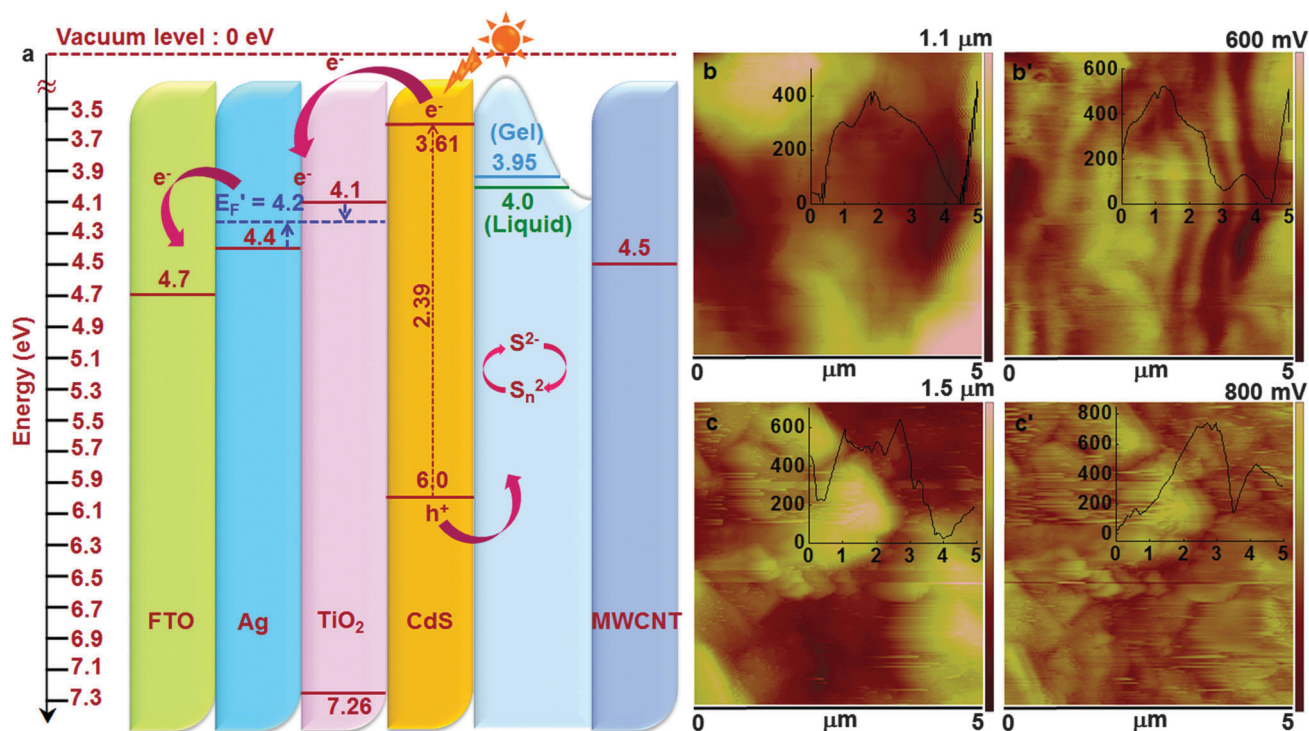 a
Vacuum level : 0 eV
Energy (eV)
3.5
3.7
3.9
4.1
4.3
4.5
4.7
4.9
5.1
5.3
5.5
5.7
5.9
6.1
6.3
6.5
6.7
6.9
7.1
7.3
e-
e-
e-
e-
4.7
FTO
EF' = 4.2
4.4
Ag
4.1
TiO2
7.26
3.61
2.39
6.0
h+
CdS
(Gel)
3.95
4.0
(Liquid)
S2-
Sn2
4.5
MWCNT
1.1 μm
b
400
200
0
0 1 2 3 4 5
0 μm 5
600 mV
b'
600
400
200
0
0 1 2 3 4 5
0 μm 5
1.5 μm
c
600
400
200
0
0 1 2 3 4 5
0 μm 5
800 mV
c'
800
600
400
200
0
0 1 2 3 4 5
0 μm 5